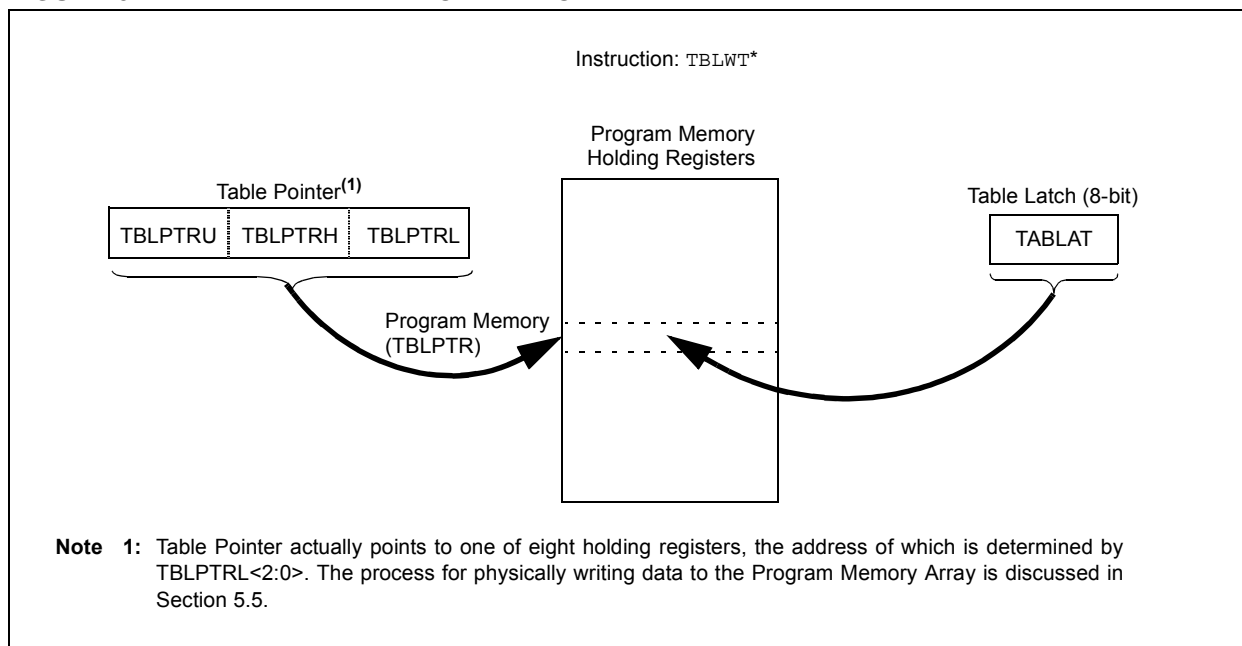 Instruction: TBLWT*
Program Memory
Holding Registers
Table Pointer(1)
Table Latch (8-bit)
TBLPTRU TBLPTRH TBLPTRL
TABLAT
Program Memory
(TBLPTR)
Note 1: Table Pointer actually points to one of eight holding registers, the address of which is determined by
TBLPTRL<2:0>. The process for physically writing data to the Program Memory Array is discussed in
Section 5.5.